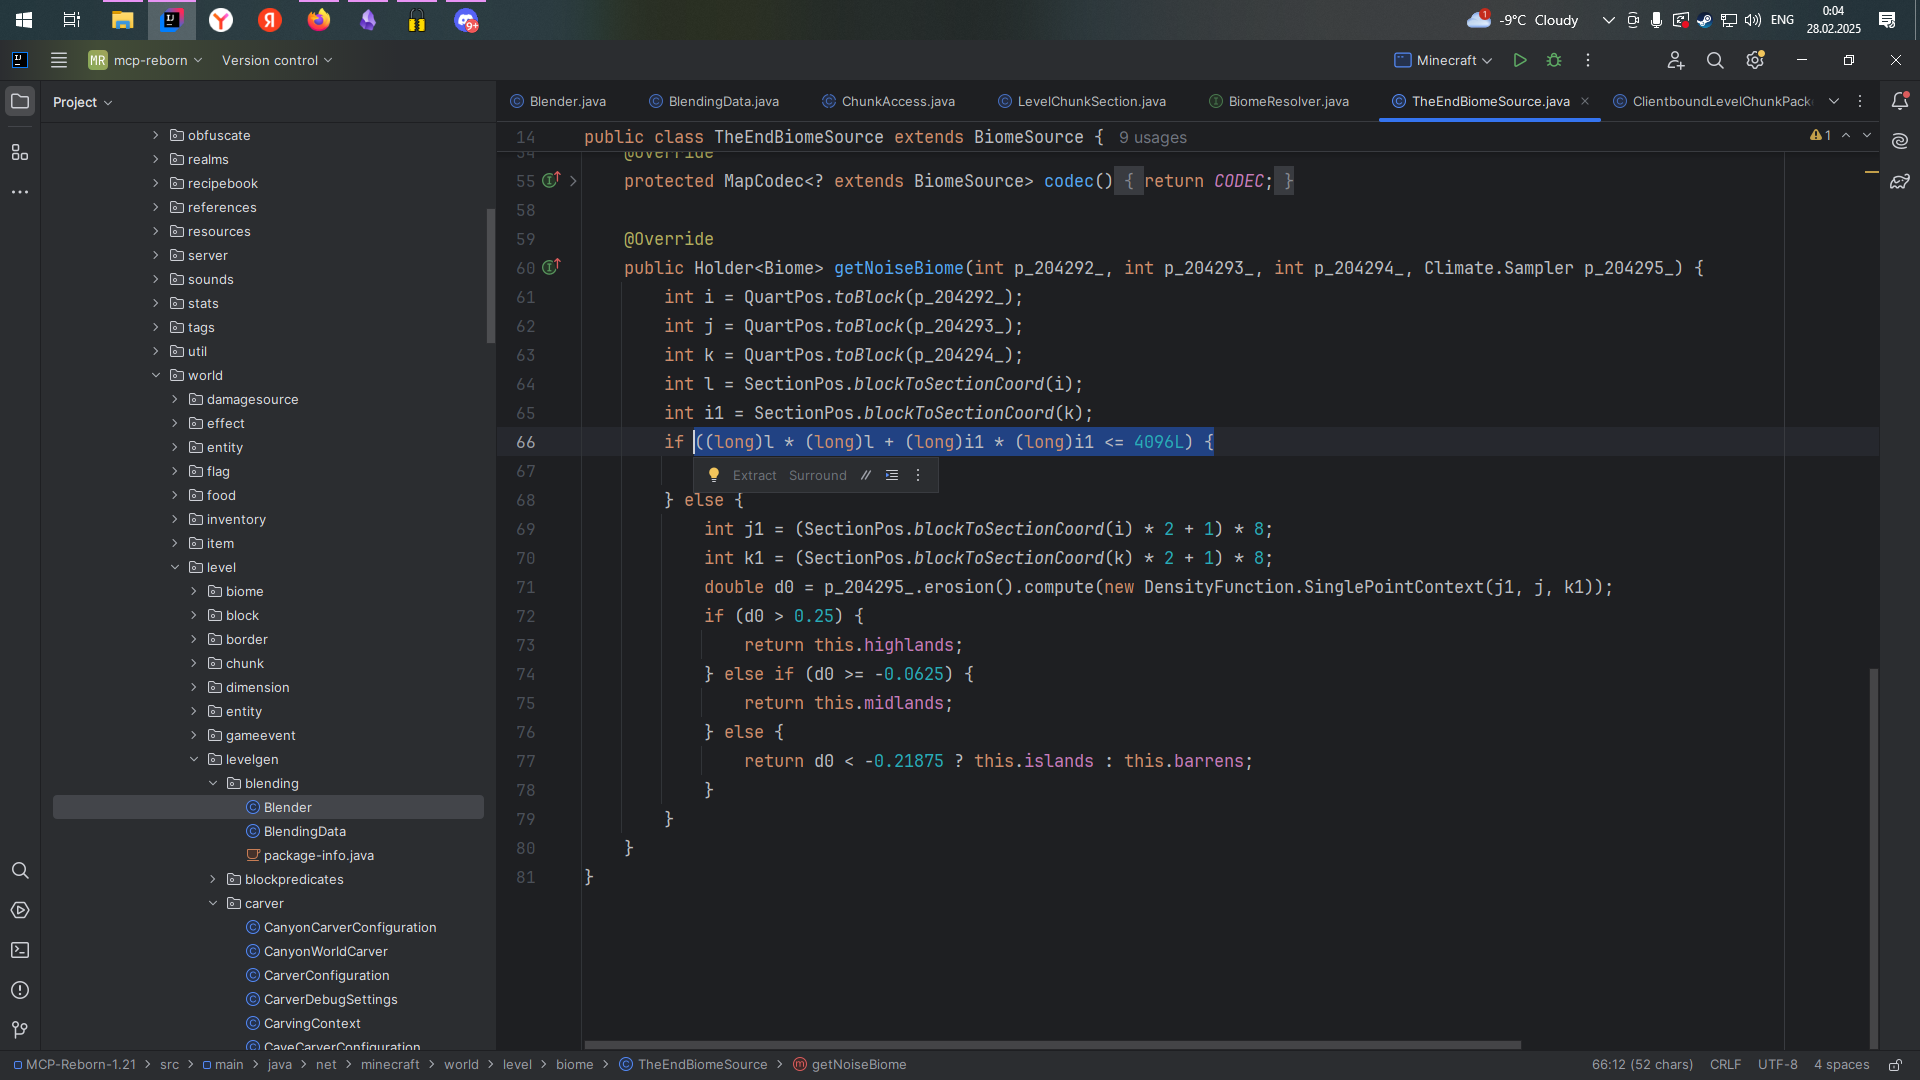 1
-9°C Cloudy
ENG
0:04
28.02.2025
9+
MR mcp-reborn
Version control
Minecraft
Project
Blender.java
BlendingData.java
ChunkAccess.java
LevelChunkSection.java
BiomeResolver.java
TheEndBiomeSource.java
ClientboundLevelChunkPack
obfuscate
realms
recipebook
references
resources
server
sounds
stats
tags
util
world
damagesource
effect
entity
flag
food
inventory
item
level
biome
block
border
chunk
dimension
entity
gameevent
levelgen
blending
Blender
BlendingData
package-info.java
blockpredicates
carver
CanyonCarverConfiguration
CanyonWorldCarver
CarverConfiguration
CarverDebugSettings
CarvingContext
CaveCarverConfiguration
14 public class TheEndBiomeSource extends BiomeSource { 9 usages
1
54 @Override
55 protected MapCodec<? extends BiomeSource> codec() { return CODEC; }
58
59 @Override
60 public Holder<Biome> getNoiseBiome(int p_204292_, int p_204293_, int p_204294_, Climate.Sampler p_204295_) {
61 int i = QuartPos.toBlock(p_204292_);
62 int j = QuartPos.toBlock(p_204293_);
63 int k = QuartPos.toBlock(p_204294_);
64 int l = SectionPos.blockToSectionCoord(i);
65 int i1 = SectionPos.blockToSectionCoord(k);
66 if ((long)l * (long)l + (long)i1 * (long)i1 <= 4096L) {
67
Extract Surround //
68 } else {
69 int j1 = (SectionPos.blockToSectionCoord(i) * 2 + 1) * 8;
70 int k1 = (SectionPos.blockToSectionCoord(k) * 2 + 1) * 8;
71 double d0 = p_204295_.erosion().compute(new DensityFunction.SinglePointContext(j1, j, k1));
72 if (d0 > 0.25) {
73 return this.highlands;
74 } else if (d0 >= -0.0625) {
75 return this.midlands;
76 } else {
77 return d0 < -0.21875 ? this.islands : this.barrens;
78 }
79 }
80 }
81 }
MCP-Reborn-1.21 > src > main > java > net > minecraft > world > level > biome > TheEndBiomeSource > getNoiseBiome
66:12 (52 chars) CRLF UTF-8 4 spaces